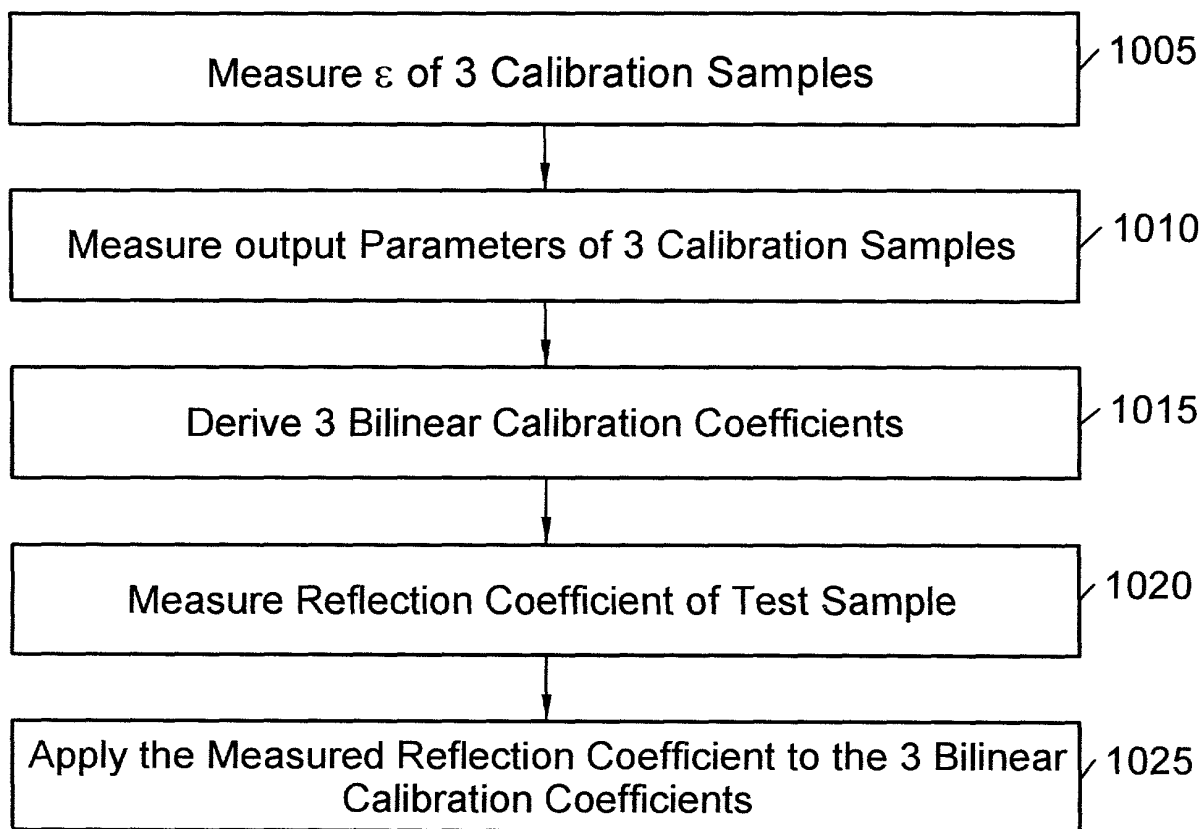 Measure ε of 3 Calibration Samples
1005
Measure output Parameters of 3 Calibration Samples
1010
Derive 3 Bilinear Calibration Coefficients
1015
Measure Reflection Coefficient of Test Sample
1020
Apply the Measured Reflection Coefficient to the 3 Bilinear
Calibration Coefficients
1025